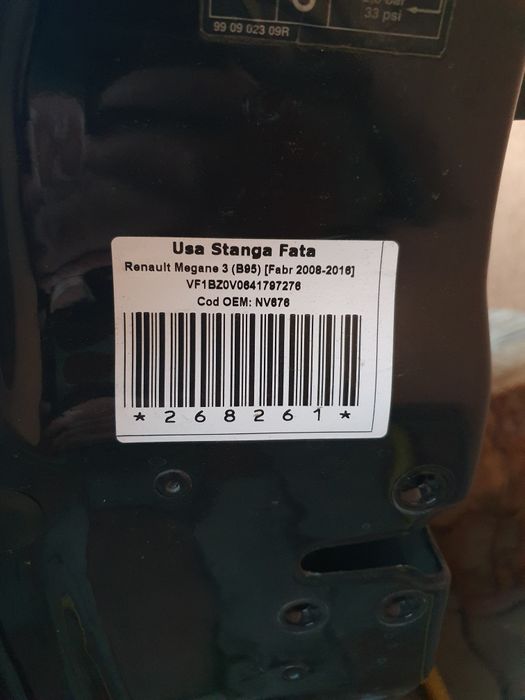 33 psi
99 09 023 09R
Usa Stanga Fata
Renault Megane 3 (B95) [Fabr 2008-2016]
VF1BZ0V0641797276
Cod OEM: NV676
*268261*